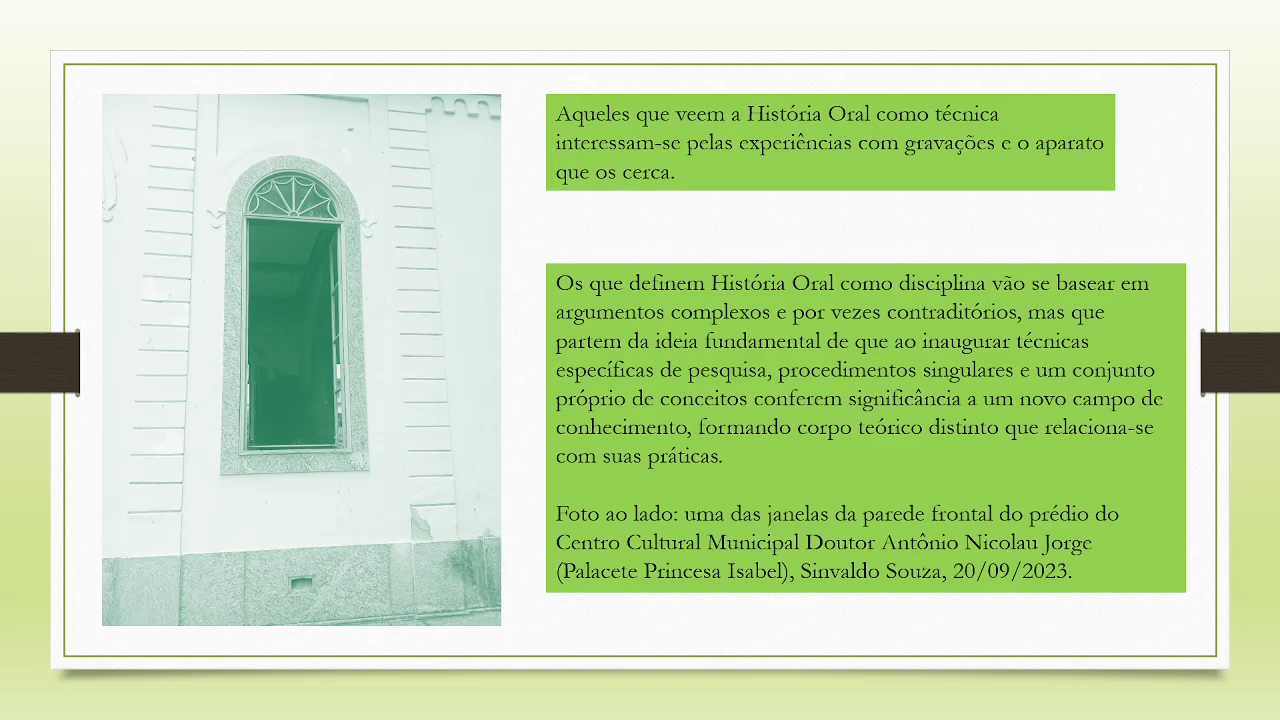 Aqueles que veem a História Oral como técnica
interessam-se pelas experiências com gravações e o aparato
que os cerca.
Os que definem História Oral como disciplina vão se basear em
argumentos complexos e por vezes contraditórios, mas que
partem da ideia fundamental de que ao inaugurar técnicas
específicas de pesquisa, procedimentos singulares e um conjunto
próprio de conceitos conferem significância a um novo campo de
conhecimento, formando corpo teórico distinto que relaciona-se
com suas práticas.
Foto ao lado: uma das janelas da parede frontal do prédio do
Centro Cultural Municipal Doutor Antônio Nicolau Jorge
(Palacete Princesa Isabel), Sinvaldo Souza, 20/09/2023.